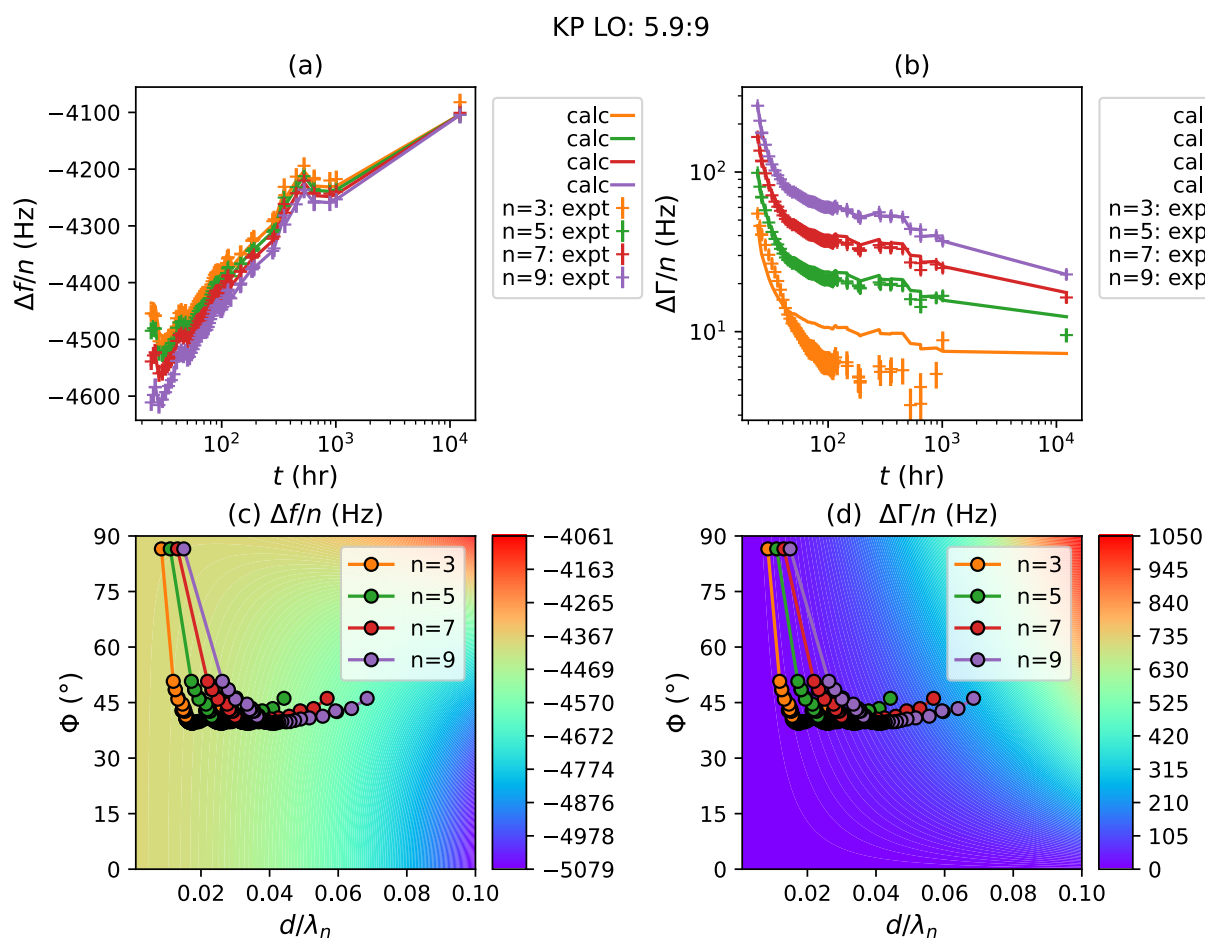 KP LO: 5.9:9
(a)
Δf/n (Hz)
−4100
−4200
−4300
−4400
−4500
−4600
10²
10³
10⁴
t (hr)
calc
calc
calc
calc
n=3: expt
n=5: expt
n=7: expt
n=9: expt
(b)
ΔΓ/n (Hz)
10²
10¹
10²
10³
10⁴
t (hr)
cal
cal
cal
cal
n=3: exp
n=5: exp
n=7: exp
n=9: exp
(c) Δf/n (Hz)
Φ (°)
90
75
60
45
30
15
0
0.02
0.04
0.06
0.08
0.10
d/λₙ
n=3
n=5
n=7
n=9
−4061
−4163
−4265
−4367
−4469
−4570
−4672
−4774
−4876
−4978
−5079
(d) ΔΓ/n (Hz)
Φ (°)
90
75
60
45
30
15
0
0.02
0.04
0.06
0.08
0.10
d/λₙ
n=3
n=5
n=7
n=9
1050
945
840
735
630
525
420
315
210
105
0